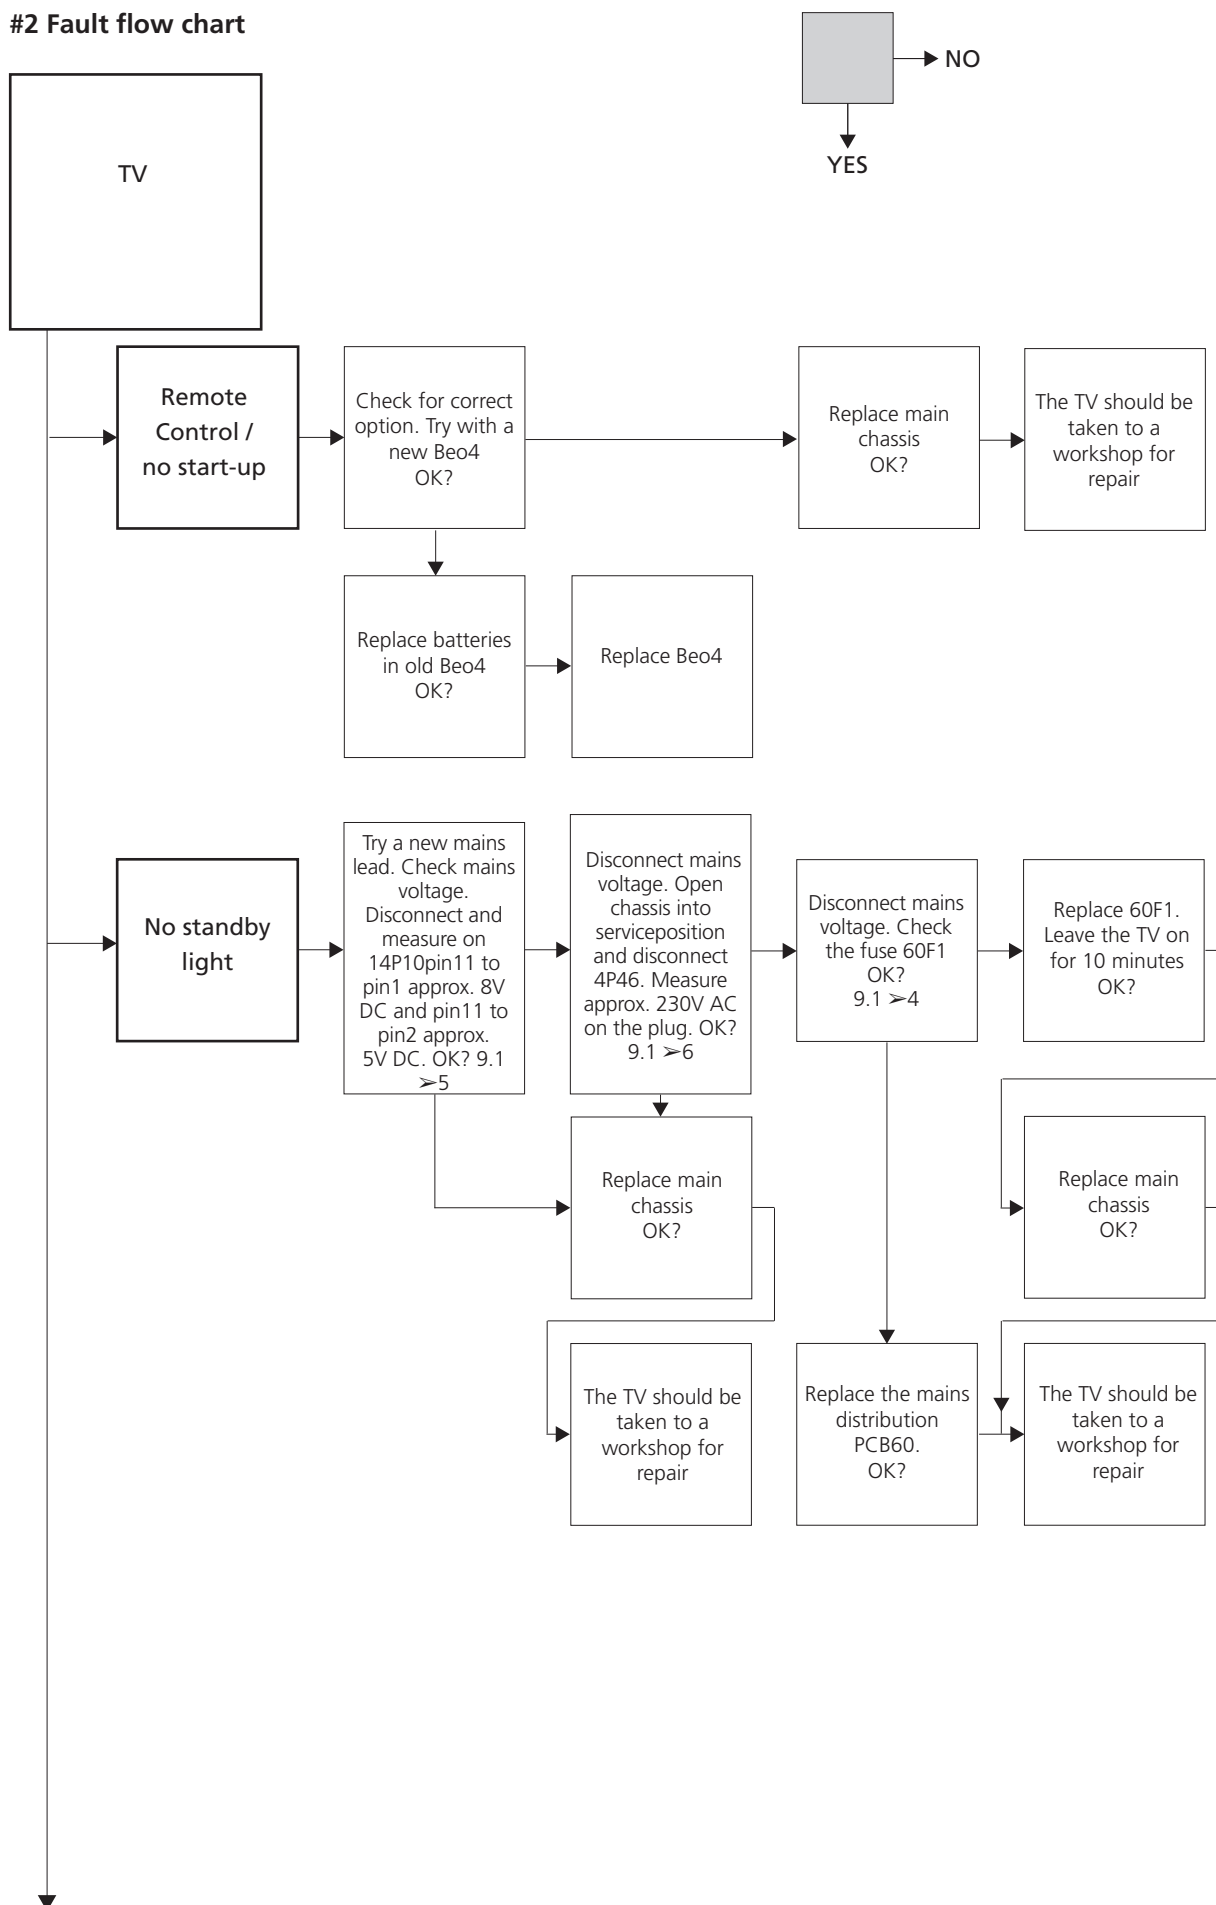 #2 Fault flow chart
NO
YES
TV
Remote
Control /
no start-up
Check for correct
option. Try with a
new Beo4
OK?
Replace main
chassis
OK?
The TV should be
taken to a
workshop for
repair
Replace batteries
in old Beo4
OK?
Replace Beo4
No standby
light
Try a new mains
lead. Check mains
voltage.
Disconnect and
measure on
14P10pin11 to
pin1 approx. 8V
DC and pin11 to
pin2 approx.
5V DC. OK? 9.1
➢5
Disconnect mains
voltage. Open
chassis into
serviceposition
and disconnect
4P46. Measure
approx. 230V AC
on the plug. OK?
9.1 ➢6
Disconnect mains
voltage. Check
the fuse 60F1
OK?
9.1 ➢4
Replace 60F1.
Leave the TV on
for 10 minutes
OK?
Replace main
chassis
OK?
Replace main
chassis
OK?
The TV should be
taken to a
workshop for
repair
Replace the mains
distribution
PCB60.
OK?
The TV should be
taken to a
workshop for
repair